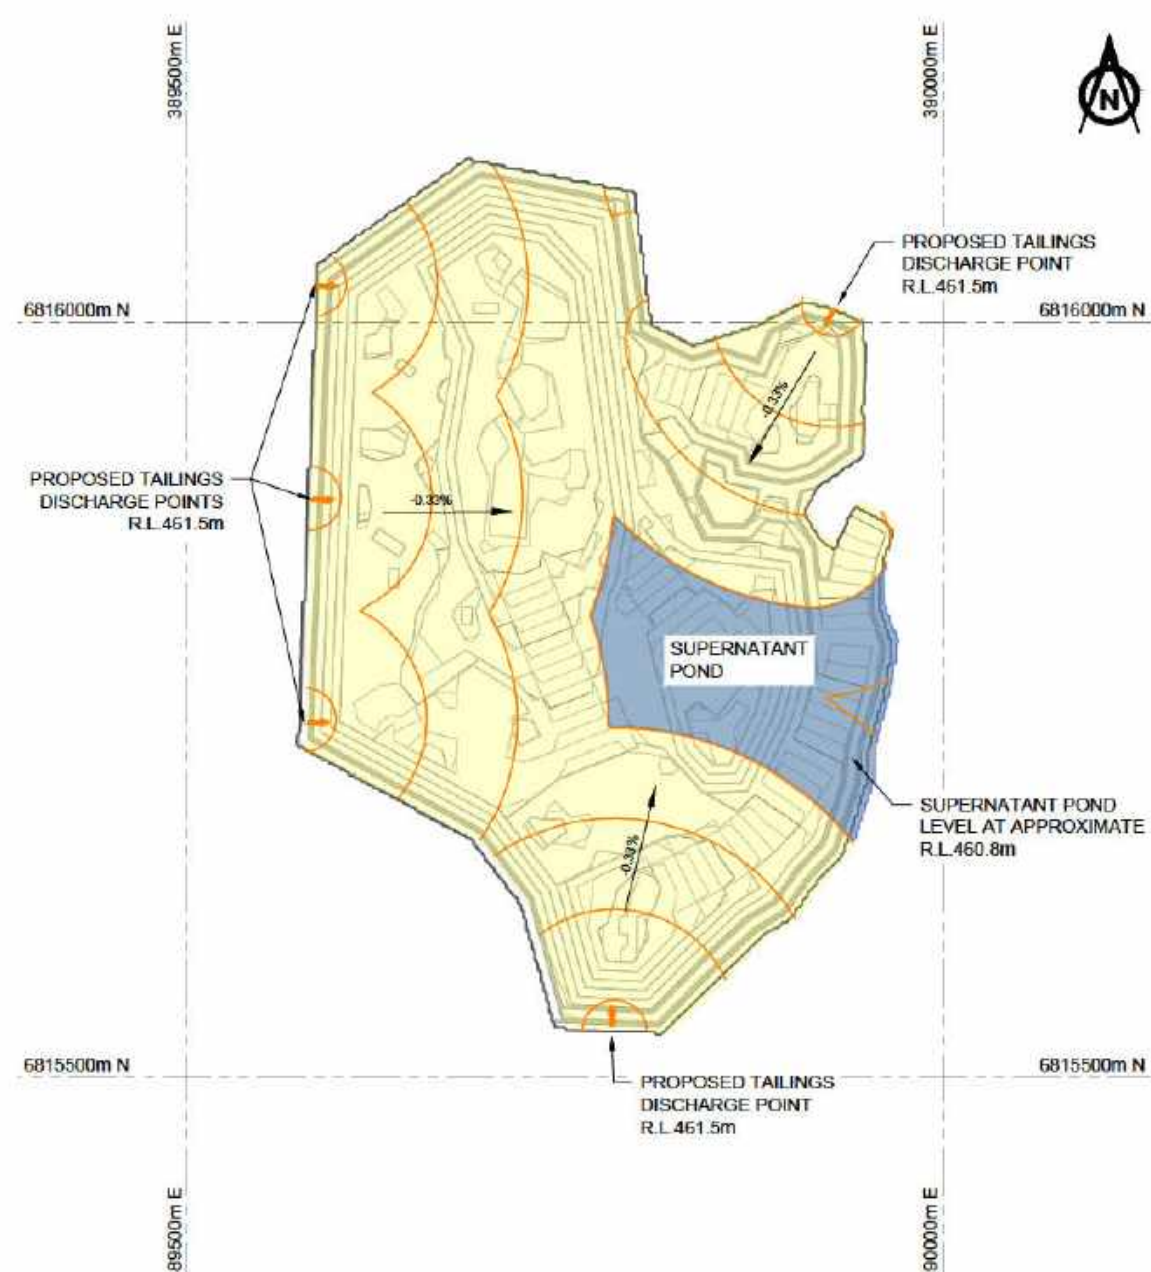 389500m E
390000m E
N
PROPOSED TAILINGS
DISCHARGE POINT
R.L.461.5m
6816000m N
6816000m N
-0.33%
PROPOSED TAILINGS
DISCHARGE POINTS
R.L.461.5m
-0.33%
SUPERNATANT
POND
SUPERNATANT POND
LEVEL AT APPROXIMATE
R.L.460.8m
-0.33%
6815500m N
6815500m N
PROPOSED TAILINGS
DISCHARGE POINT
R.L.461.5m
89500m E
90000m E